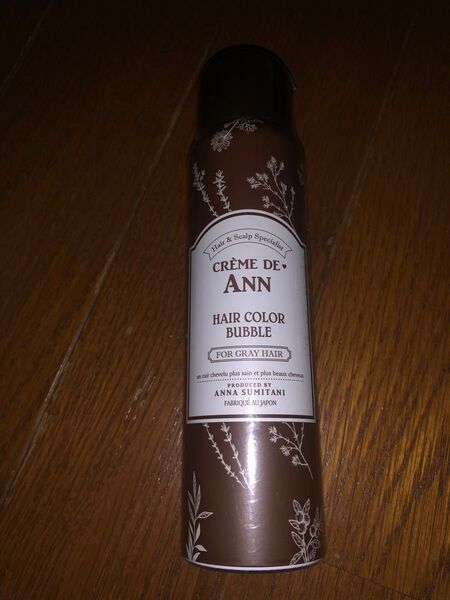 Hair & Scalp Specialist
CRÈME DE♥
ANN
HAIR COLOR
BUBBLE
FOR GRAY HAIR
un cuir chevelu plus sain et plus beaux cheveux
PRODUCED BY
ANNA SUMITANI
FABRIQUÉ AU JAPON